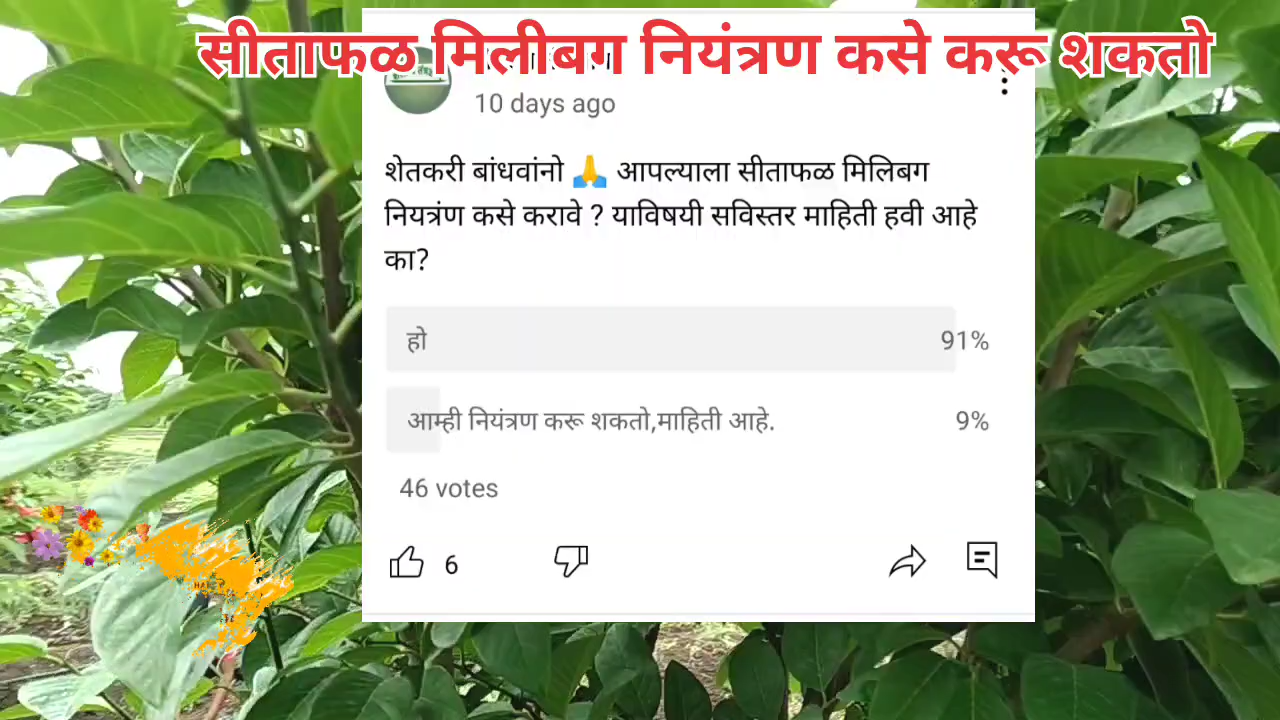 सीताफळ मिलीबग नियंत्रण कसे करू शकतो
10 days ago
शेतकरी बांधवांनो 🙏 आपल्याला सीताफळ मिलिबग
नियत्रंण कसे करावे ? याविषयी सविस्तर माहिती हवी आहे
का?
हो 91%
आम्ही नियंत्रण करू शकतो,माहिती आहे. 9%
46 votes
6